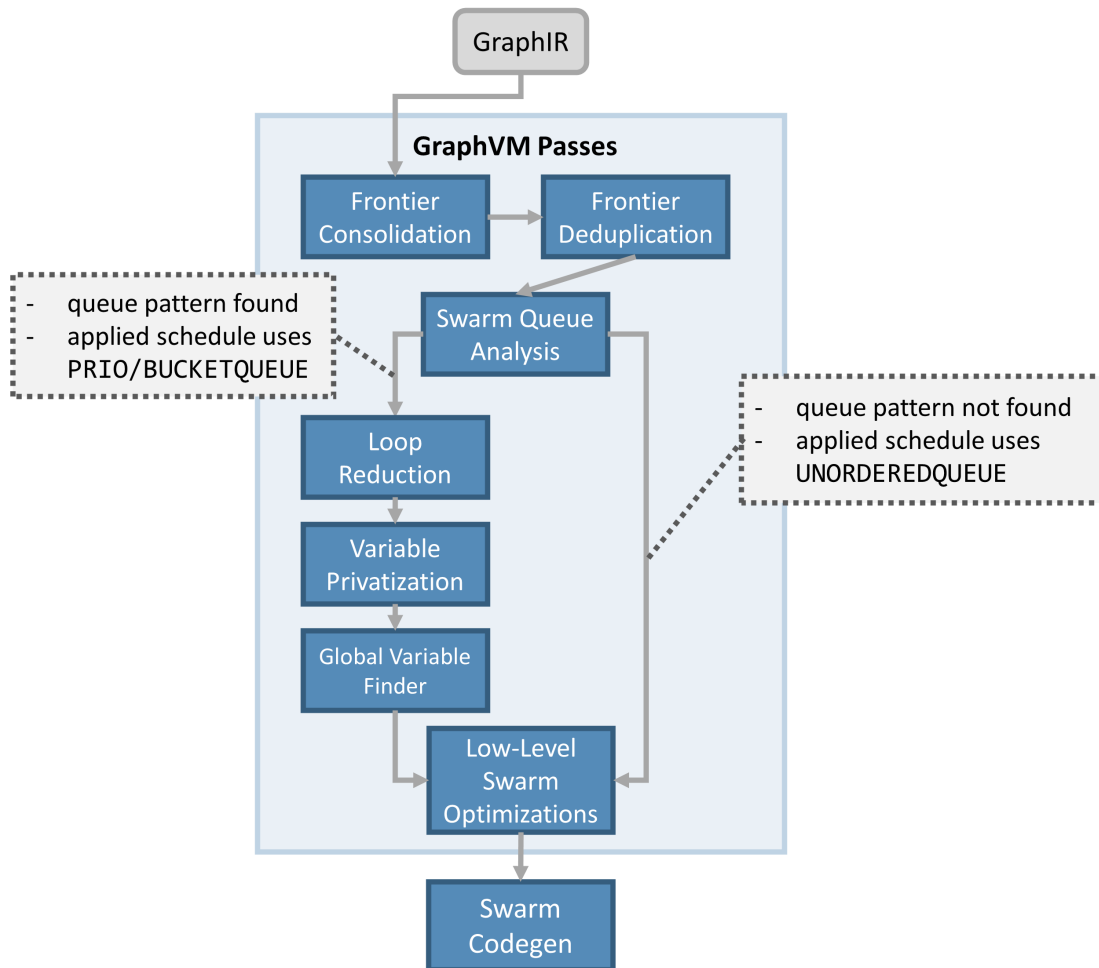 GraphIR
GraphVM Passes
Frontier
Consolidation
Frontier
Deduplication
- queue pattern found
- applied schedule uses
PRIO/BUCKETQUEUE
Swarm Queue
Analysis
- queue pattern not found
- applied schedule uses
UNORDEREDQUEUE
Loop
Reduction
Variable
Privatization
Global Variable
Finder
Low-Level
Swarm
Optimizations
Swarm
Codegen